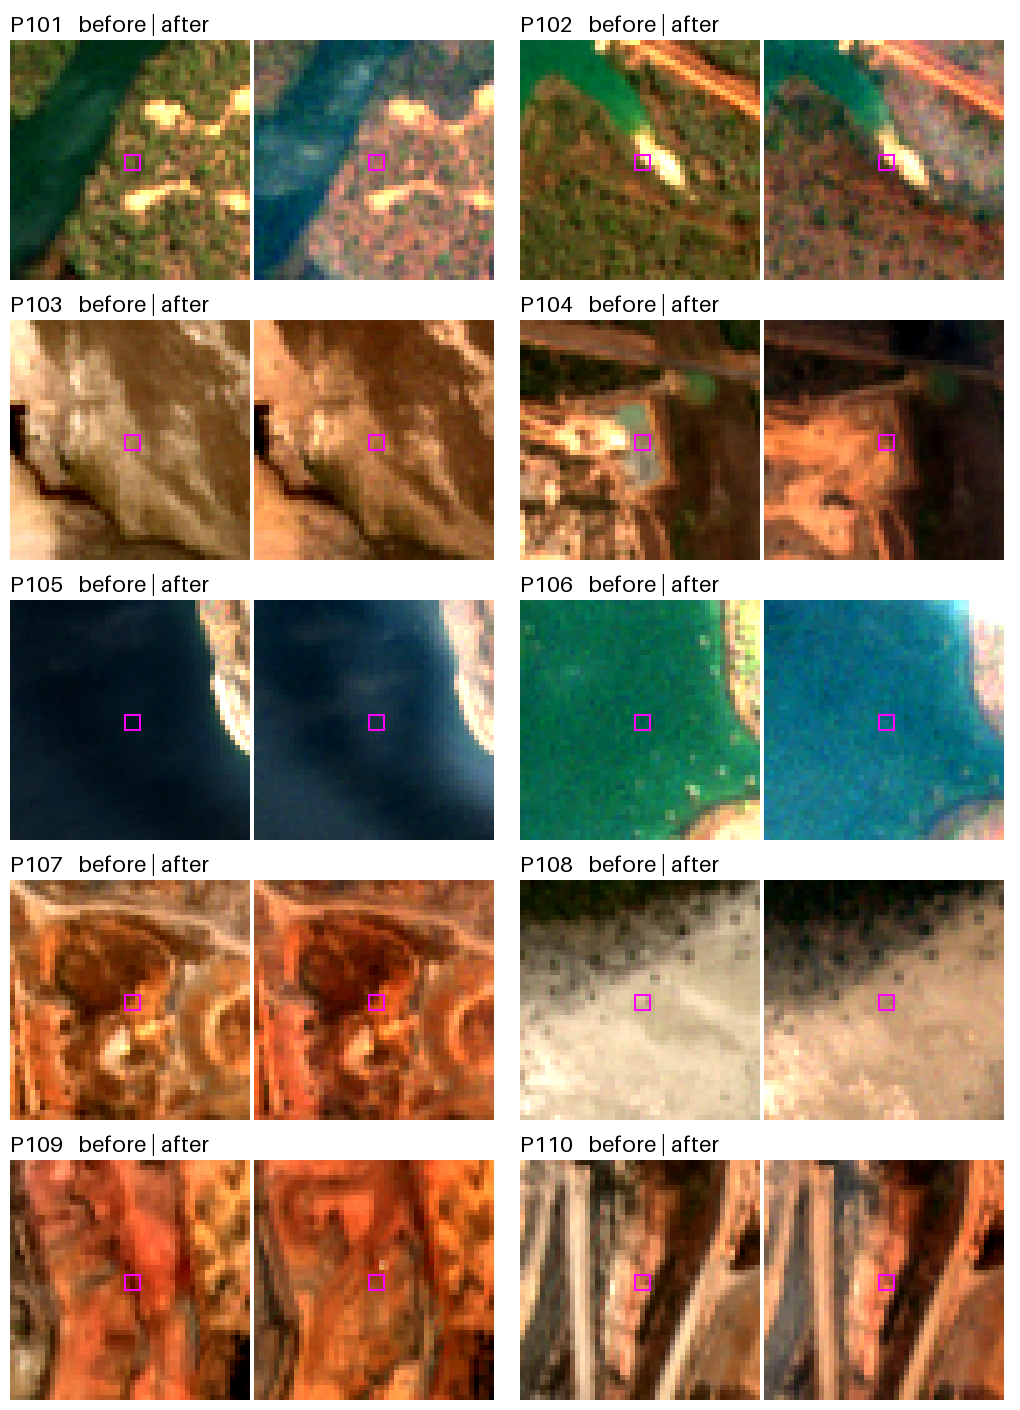 P101 before | after
P102 before | after
P103 before | after
P104 before | after
P105 before | after
P106 before | after
P107 before | after
P108 before | after
P109 before | after
P110 before | after